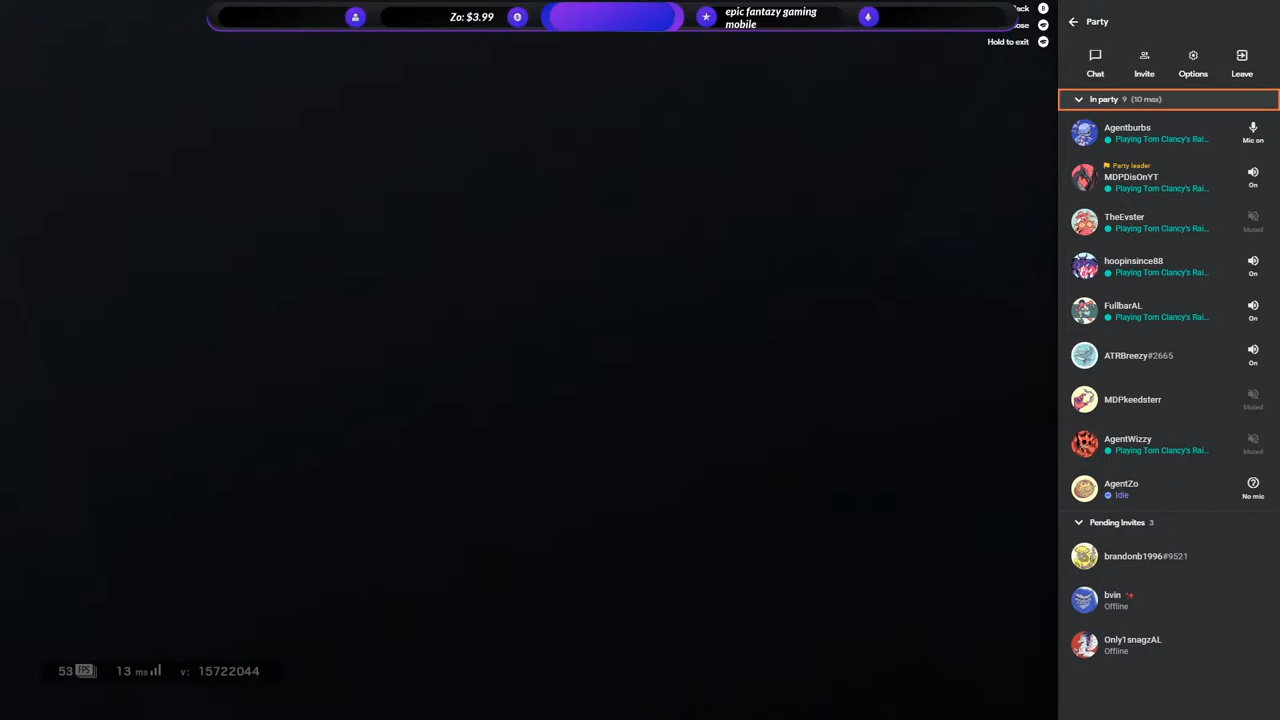 Zo: $3.99
epic fantazy gaming
mobile
Back
Hold to exit
53 FPS 13 ms v: 15722044
Party
Chat Invite Options Leave
In party 9 (10 max)
Agentburbs
Playing Tom Clancy's Rai...
Mic on
Party leader
MDPDisOnYT
Playing Tom Clancy's Rai...
On
TheEvster
Playing Tom Clancy's Rai...
Muted
hoopinsince88
Playing Tom Clancy's Rai...
On
FullbarAL
Playing Tom Clancy's Rai...
On
ATRBreezy#2665
On
MDPkeedsterr
Muted
AgentWizzy
Playing Tom Clancy's Rai...
Muted
AgentZo
Idle
No mic
Pending Invites 3
brandonb1996#9521
bvin
Offline
Only1snagzAL
Offline